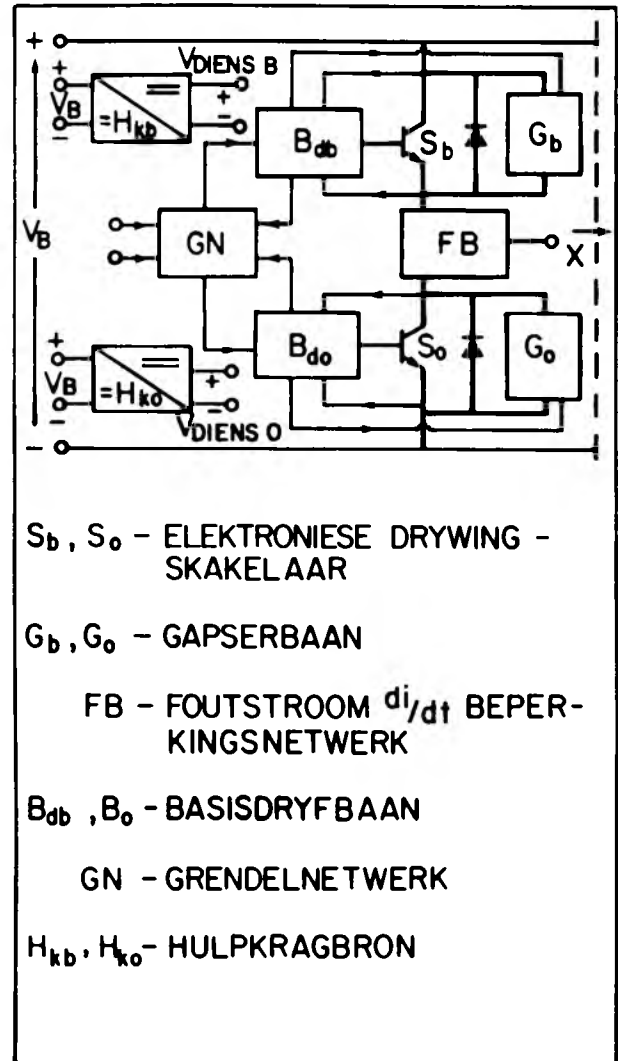 +
V_DIENS B
+
V_B
-
=H_kb
+
-
B_db
S_b
G_b
V_B
GN
FB
X
+
V_B
-
=H_ko
+
-
V_DIENS O
B_do
S_o
G_o
-
S_b, S_o - ELEKTRONIESE DRYWING -
SKAKELAAR
G_b, G_o - GAPSERBAAN
FB - FOUTSTROOM di/dt BEPER-
KINGSNETWERK
B_db, B_o - BASISDRYFBAAN
GN - GRENDELNETWERK
H_kb, H_ko - HULPKRAGBRON